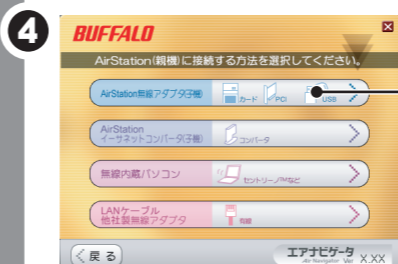 4
BUFFALO
AirStation(親機)に接続する方法を選択してください。
AirStation無線アダプタ(子機)
カード
PCI
USB
AirStation
イーサネットコンバータ(子機)
コンバータ
無線内蔵パソコン
セントリーノTMなど
LANケーブル
他社製無線アダプタ
有線
戻る
エアナビゲータ
Air Navigator Ver X.XX